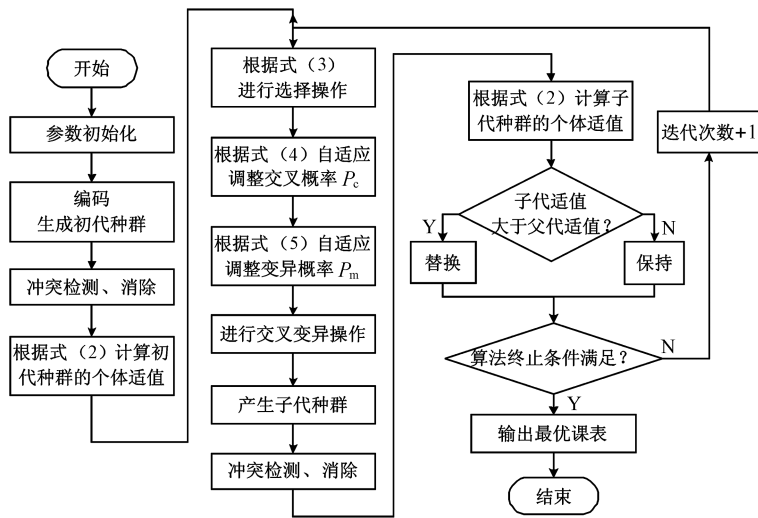 开始
参数初始化
编码
生成初代种群
冲突检测、消除
根据式（2）计算初
代种群的个体适值
根据式（3）
进行选择操作
根据式（4）自适应
调整交叉概率 Pc
根据式（5）自适应
调整变异概率 Pm
进行交叉变异操作
产生子代种群
冲突检测、消除
根据式（2）计算子
代种群的个体适值
子代适值
大于父代适值？
Y
N
替换
保持
算法终止条件满足？
N
Y
迭代次数+1
输出最优课表
结束